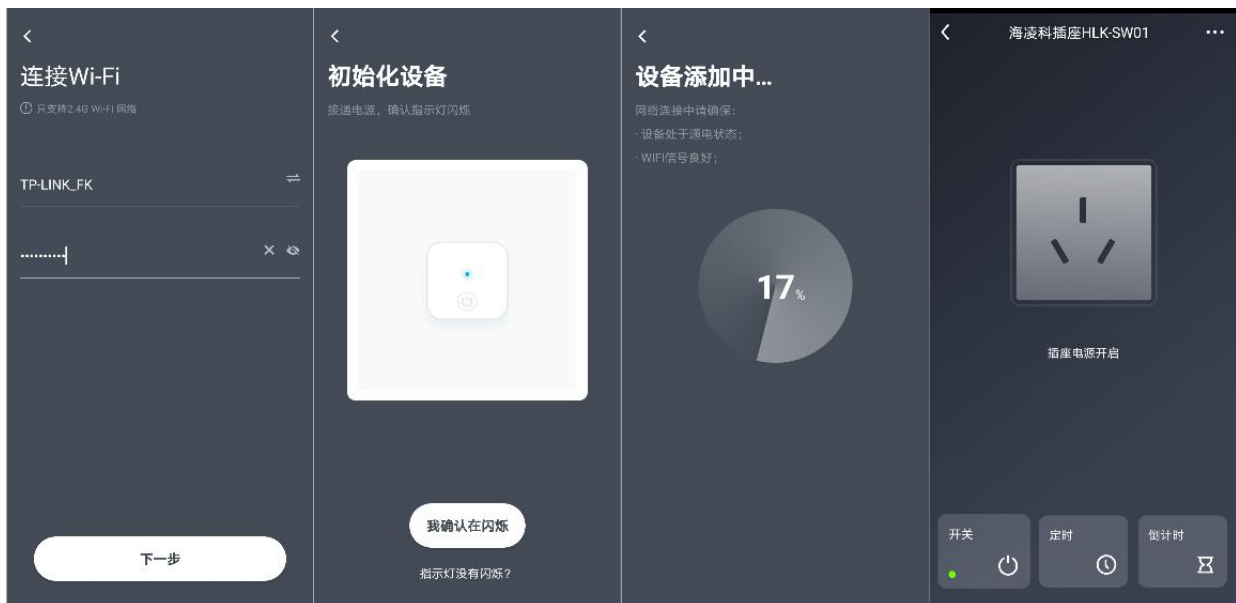 连接Wi-Fi
只支持2.4G Wi-Fi 网络
TP-LINK_FK
下一步
初始化设备
接通电源，确认指示灯闪烁
我确认在闪烁
指示灯没有闪烁？
设备添加中...
网络连接中请确保：
·设备处于通电状态；
·WIFI信号良好；
17%
海凌科插座HLK-SW01
插座电源开启
开关
定时
倒计时